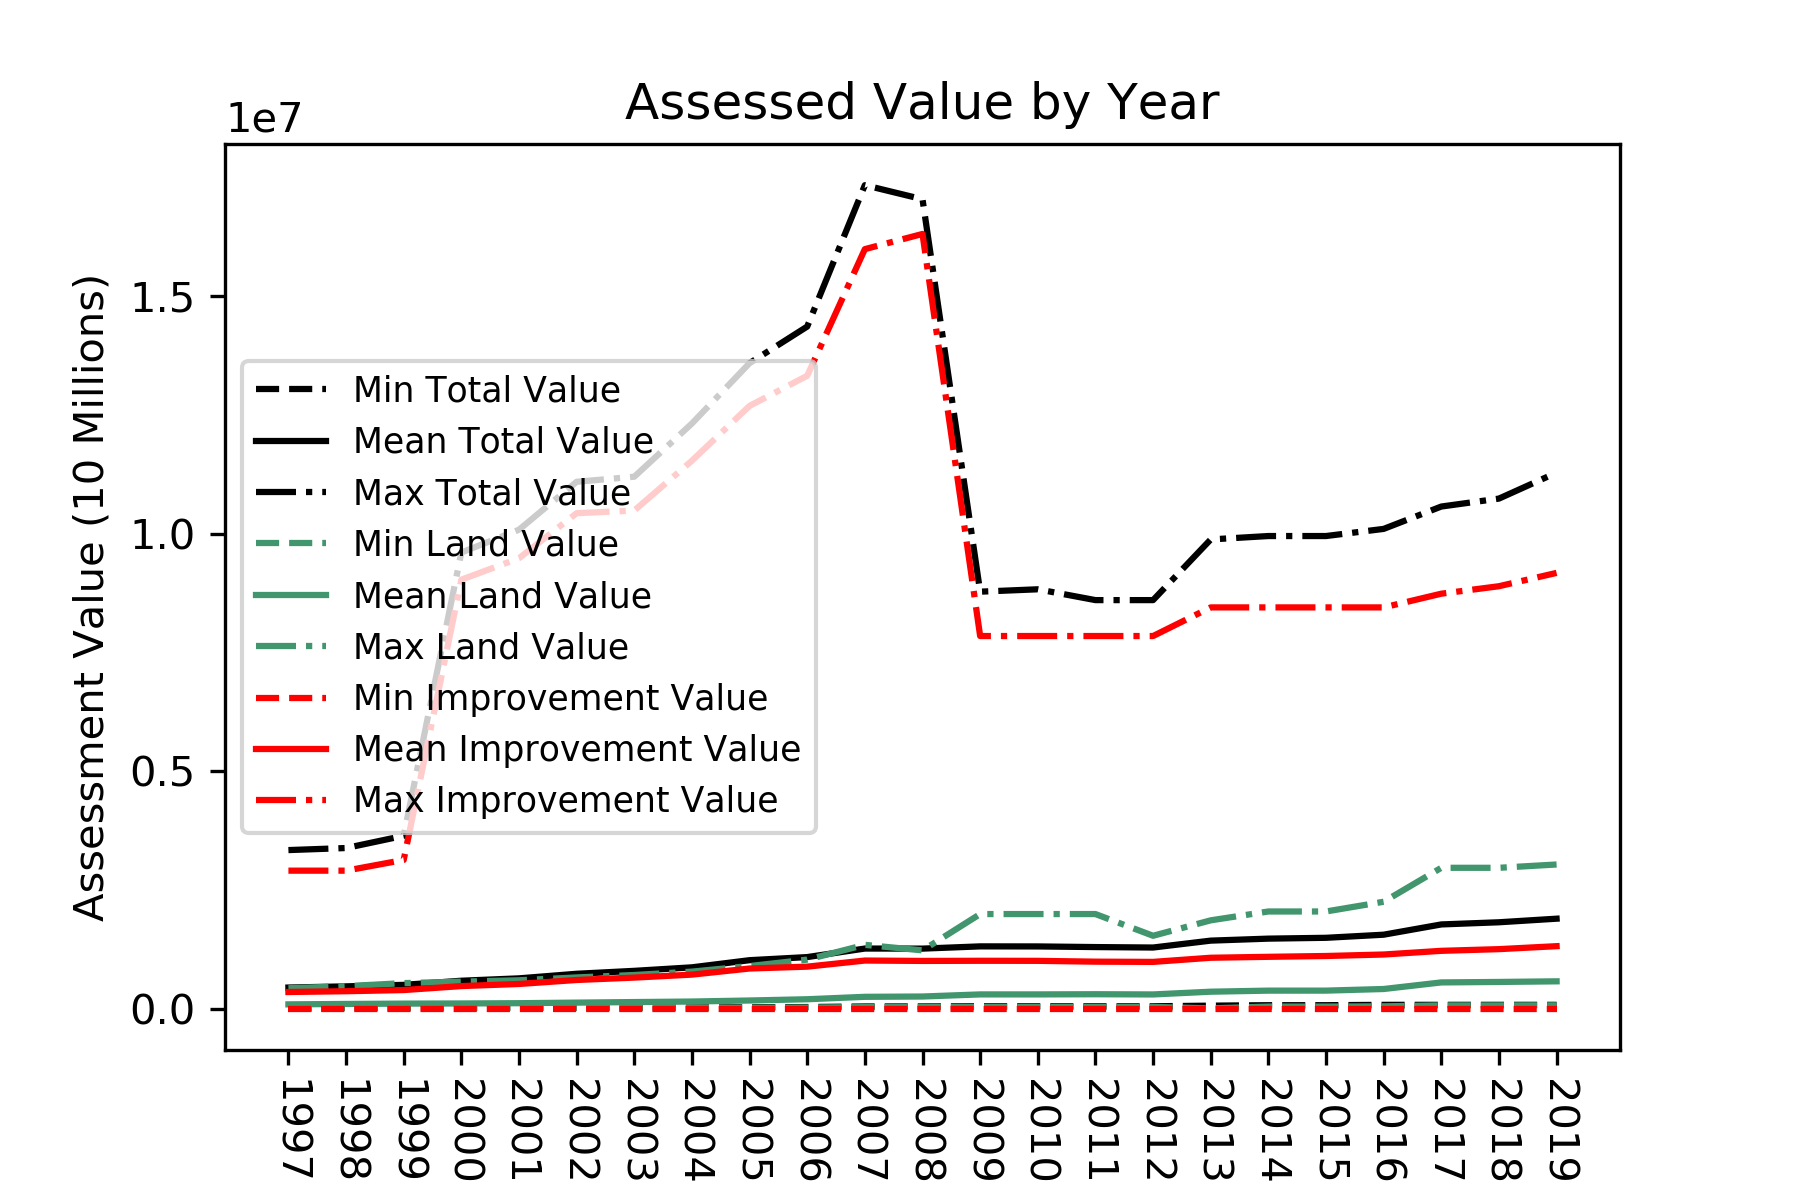 Assessed Value by Year
1e7
Assessment Value (10 Millions)
1.5
1.0
0.5
0.0
Min Total Value
Mean Total Value
Max Total Value
Min Land Value
Mean Land Value
Max Land Value
Min Improvement Value
Mean Improvement Value
Max Improvement Value
1997
1998
1999
2000
2001
2002
2003
2004
2005
2006
2007
2008
2009
2010
2011
2012
2013
2014
2015
2016
2017
2018
2019